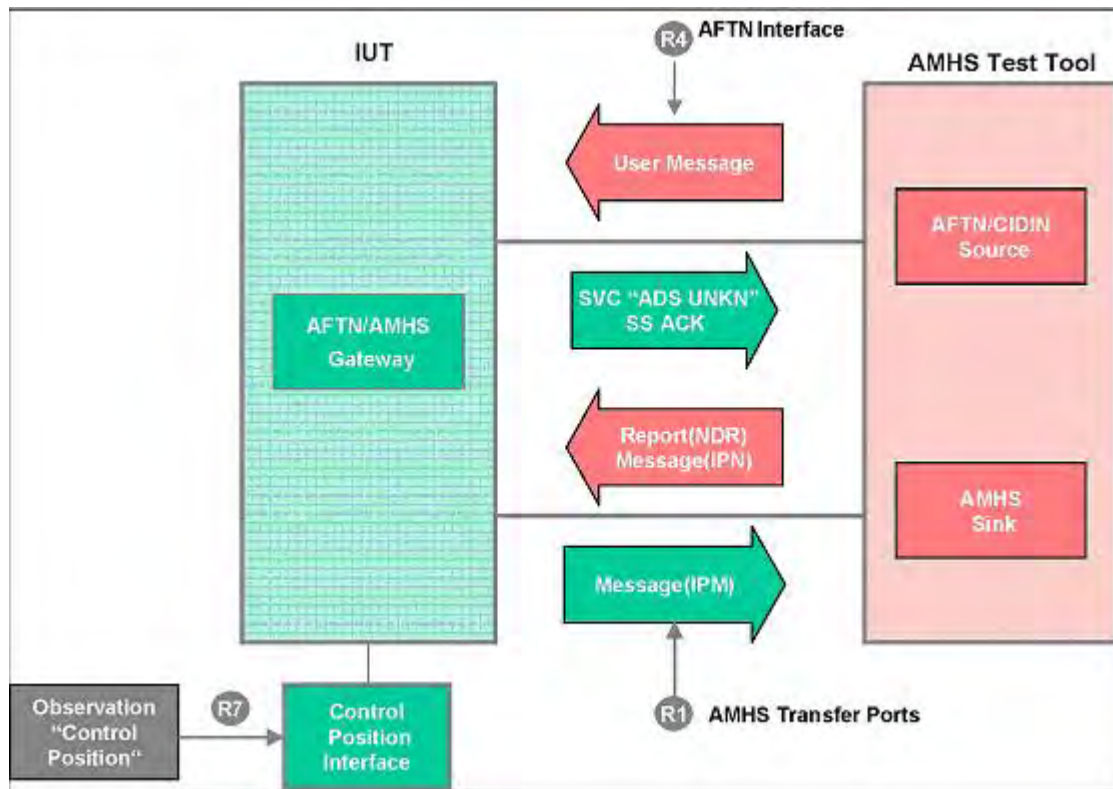 R4
AFTN Interface
IUT
AMHS Test Tool
User Message
AFTN/CIDIN
Source
SVC “ADS UNKN”
SS ACK
AFTN/AMHS
Gateway
Report(NDR)
Message(IPN)
AMHS
Sink
Message(IPM)
Observation
“Control
Position“
R7
Control
Position
Interface
R1
AMHS Transfer Ports